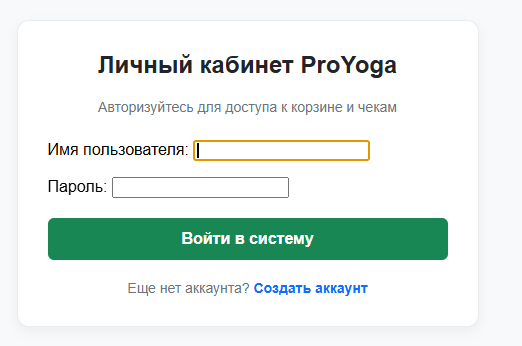 Личный кабинет ProYoga
Авторизуйтесь для доступа к корзине и чекам
Имя пользователя:
Пароль:
Войти в систему
Еще нет аккаунта? Создать аккаунт